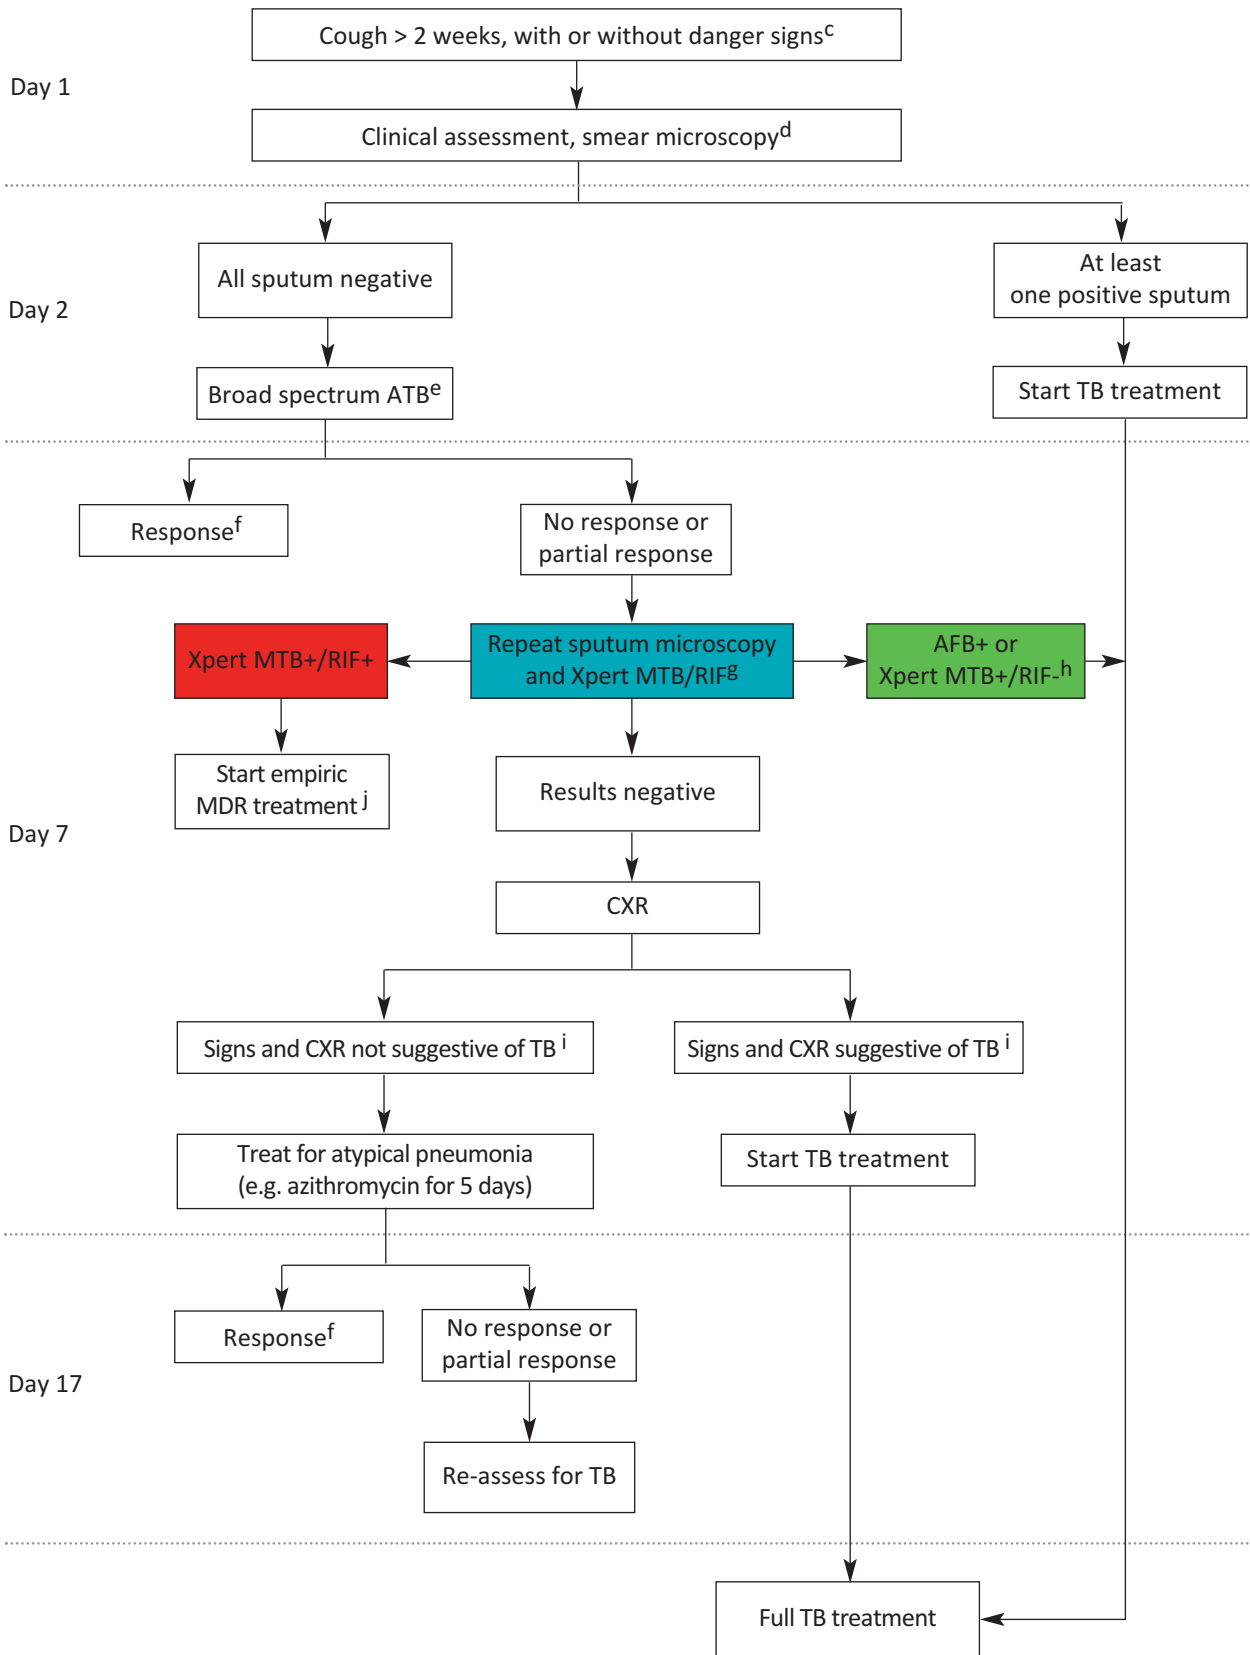 Cough > 2 weeks, with or without danger signsc
Day 1
Clinical assessment, smear microscopyd
All sputum negative
At least
one positive sputum
Day 2
Broad spectrum ATBe
Start TB treatment
Responsef
No response or
partial response
Xpert MTB+/RIF+
Repeat sputum microscopy
and Xpert MTB/RIFg
AFB+ or
Xpert MTB+/RIF-h
Start empiric
MDR treatment j
Results negative
Day 7
CXR
Signs and CXR not suggestive of TB i
Signs and CXR suggestive of TB i
Treat for atypical pneumonia
(e.g. azithromycin for 5 days)
Start TB treatment
Responsef
No response or
partial response
Day 17
Re-assess for TB
Full TB treatment